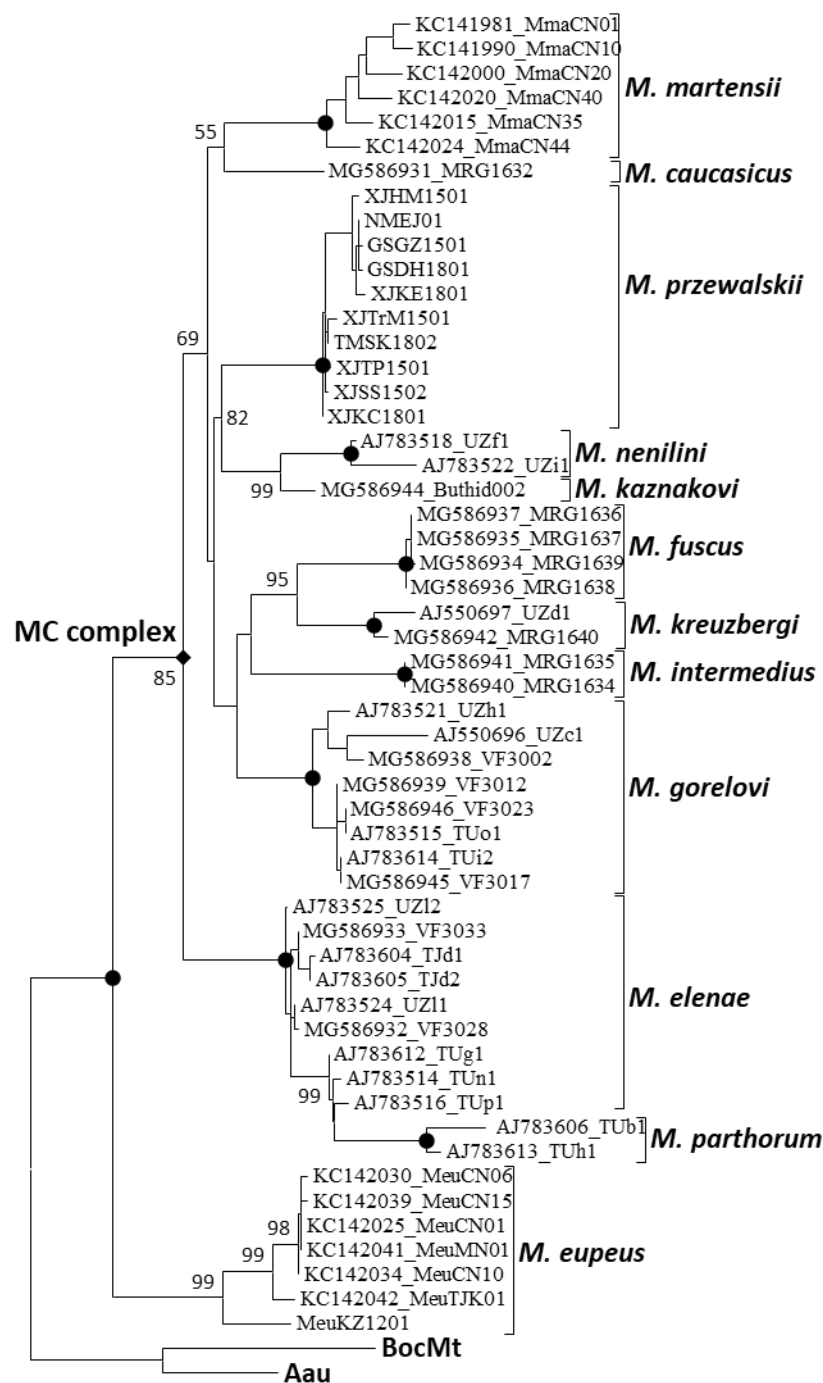 KC141981_MmaCN01
KC141990_MmaCN10
KC142000_MmaCN20
KC142020_MmaCN40
M. martensii
KC142015_MmaCN35
55
KC142024_MmaCN44
MG586931_MRG1632
M. caucasicus
XJHM1501
NMEJ01
GSGZ1501
GSDH1801
M. przewalskii
XJKE1801
XJTrM1501
69
TMSK1802
XJTP1501
XJSS1502
82
XJKC1801
AJ783518_UZf1
M. nenilini
AJ783522_UZi1
99
MG586944_Buthid002
M. kaznakovi
MG586937_MRG1636
MG586935_MRG1637
M. fuscus
MG586934_MRG1639
95
MG586936_MRG1638
AJ550697_UZd1
M. kreuzbergi
MC complex
MG586942_MRG1640
MG586941_MRG1635
M. intermedius
85
MG586940_MRG1634
AJ783521_UZh1
AJ550696_UZc1
MG586938_VF3002
MG586939_VF3012
M. gorelovi
MG586946_VF3023
AJ783515_TUo1
AJ783614_TUi2
MG586945_VF3017
AJ783525_UZl2
MG586933_VF3033
AJ783604_TJd1
AJ783605_TJd2
M. elenae
AJ783524_UZl1
MG586932_VF3028
AJ783612_TUg1
AJ783514_TUn1
99
AJ783516_TUp1
AJ783606_TUb1
M. parthorum
AJ783613_TUh1
KC142030_MeuCN06
KC142039_MeuCN15
98
KC142025_MeuCN01
99
KC142041_MeuMN01
M. eupeus
KC142034_MeuCN10
99
KC142042_MeuTJK01
MeuKZ1201
BocMt
Aau